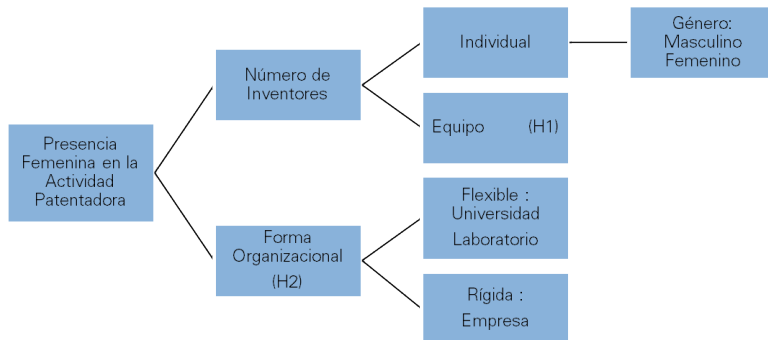 Presencia
Femenina en la
Actividad
Patentadora
Número de
Inventores
Individual
Género:
Masculino
Femenino
Equipo (H1)
Forma
Organizacional
(H2)
Flexible :
Universidad
Laboratorio
Rígida :
Empresa